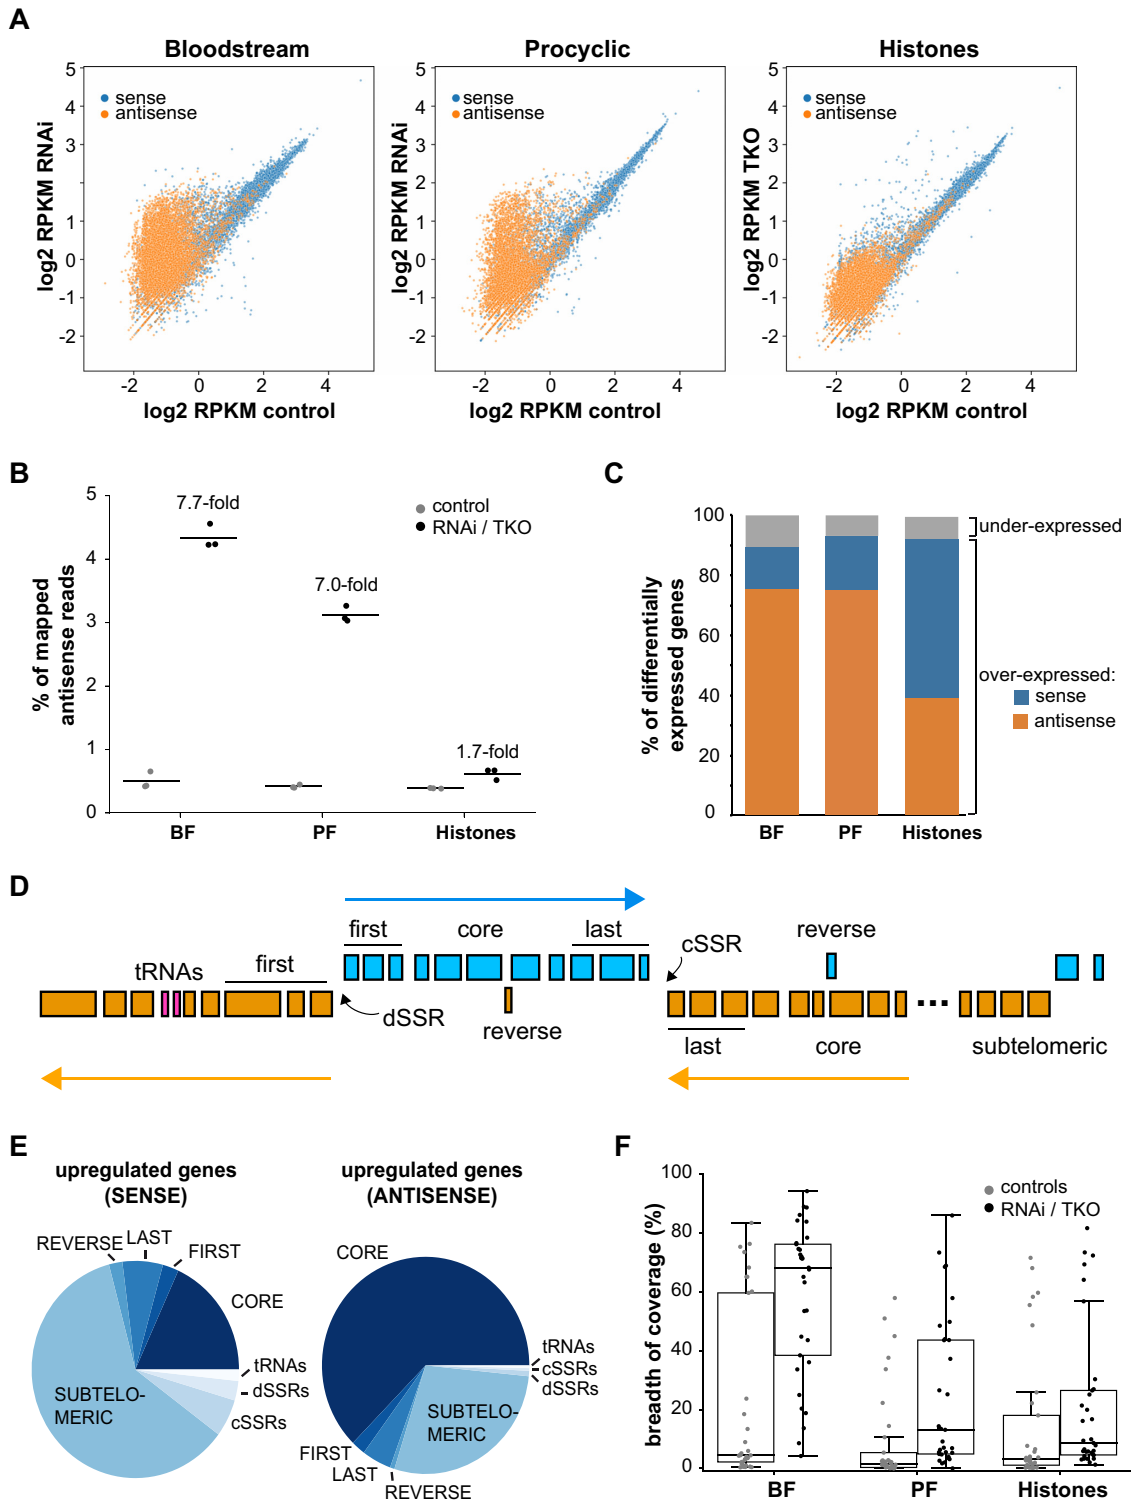 A
Bloodstream
Procyclic
Histones
log2 RPKM RNAi
5
4
3
2
1
0
-1
-2
sense
antisense
-2
0
2
4
log2 RPKM control
log2 RPKM RNAi
5
4
3
2
1
0
-1
-2
sense
antisense
-2
0
2
4
log2 RPKM control
log2 RPKM TKO
5
4
3
2
1
0
-1
-2
sense
antisense
-2
0
2
4
log2 RPKM control
B
% of mapped
antisense reads
5
4
3
2
1
0
7.7-fold
7.0-fold
1.7-fold
control
RNAi / TKO
BF
PF
Histones
C
% of differentially
expressed genes
100
80
60
40
20
0
under-expressed
over-expressed:
sense
antisense
BF
PF
Histones
D
first
core
last
cSSR
reverse
tRNAs
first
dSSR
reverse
last
core
subtelomeric
E
upregulated genes
(SENSE)
REVERSE
LAST
FIRST
CORE
tRNAs
dSSRs
cSSRs
SUBTELO-
MERIC
upregulated genes
(ANTISENSE)
CORE
tRNAs
cSSRs
dSSRs
SUBTELO-
MERIC
FIRST
LAST
REVERSE
F
breadth of coverage (%)
100
80
60
40
20
0
controls
RNAi / TKO
BF
PF
Histones